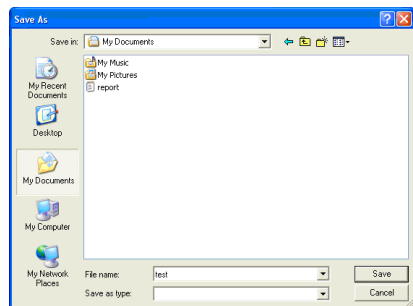 Save As
Save in: My Documents
My Recent
Documents
Desktop
My Documents
My Computer
My Network
Places
My Music
My Pictures
report
File name: test Save
Save as type: Cancel